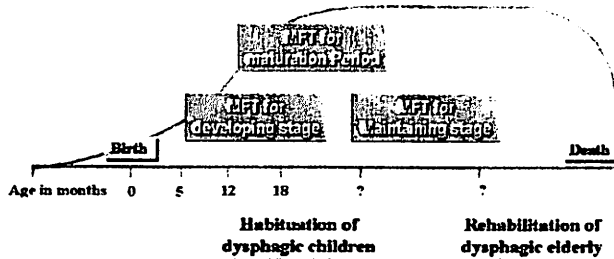 MFT for
maturation Period
MFT for
developing stage
MFT for
Maintaining stage
Birth
Death
Age in months 0 5 12 18 ? ?
Habituation of
dysphagic children
Rehabilitation of
dysphagic elderly